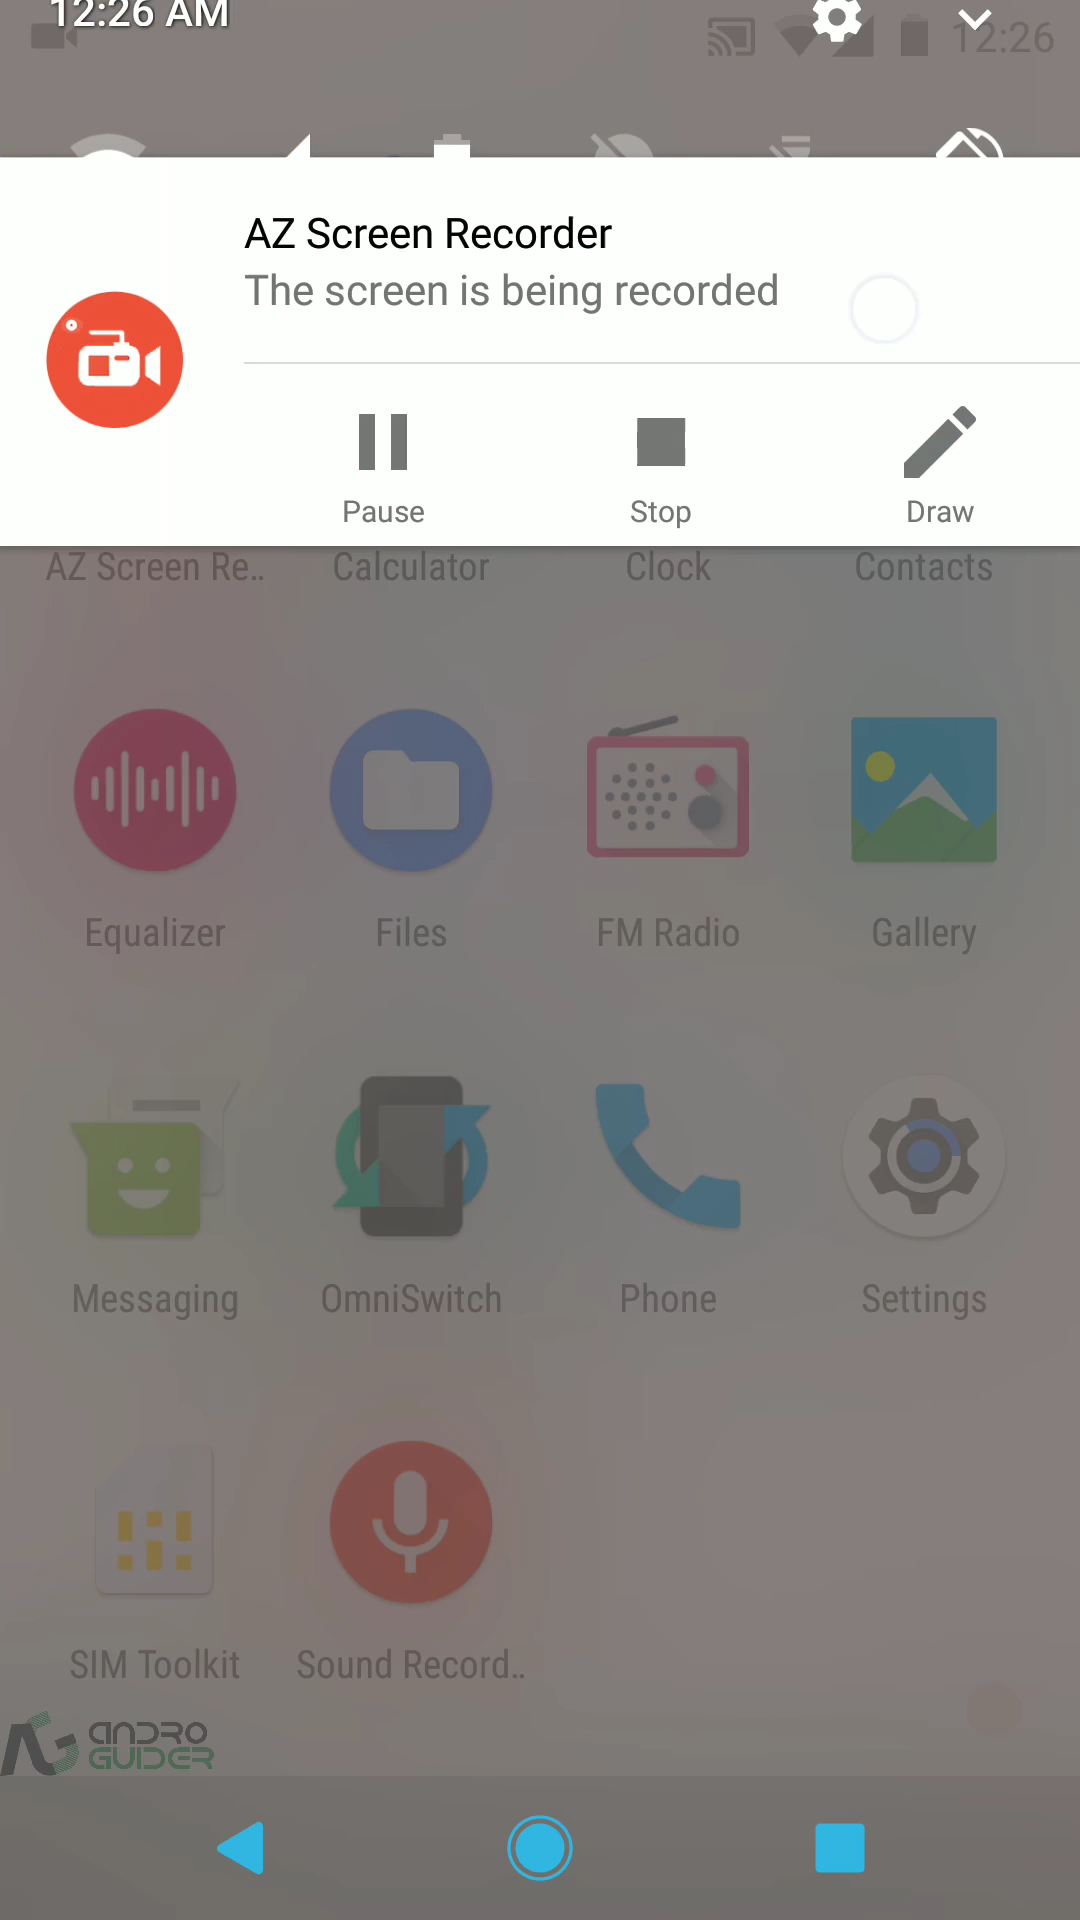 12:26 AM
12:26
AZ Screen Recorder
The screen is being recorded
Pause
Stop
Draw
AZ Screen Re..
Calculator
Clock
Contacts
Equalizer
Files
FM Radio
Gallery
Messaging
OmniSwitch
Phone
Settings
SIM Toolkit
Sound Record..
AG
ANDRO
GUIDER